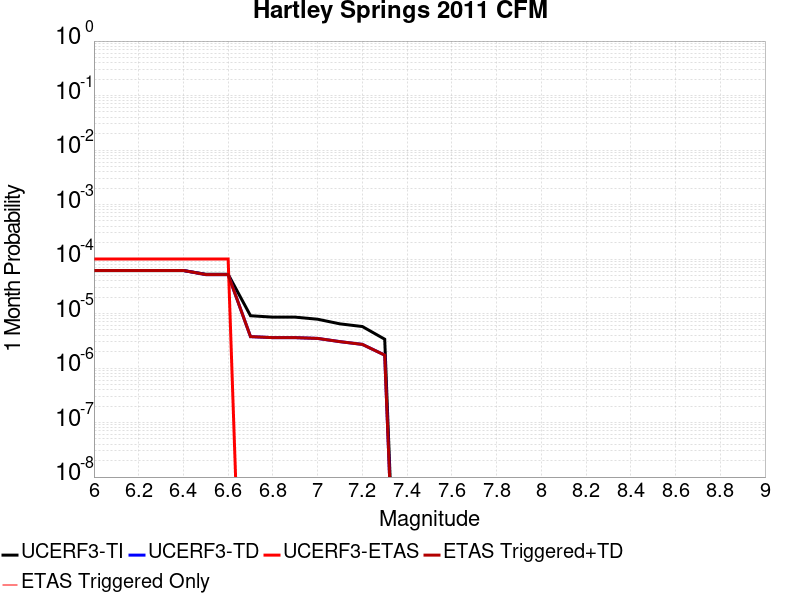 Hartley Springs 2011 CFM
10^0
10^-1
10^-2
10^-3
10^-4
10^-5
10^-6
10^-7
10^-8
1 Month Probability
6 6.2 6.4 6.6 6.8 7 7.2 7.4 7.6 7.8 8 8.2 8.4 8.6 8.8 9
Magnitude
UCERF3-TI UCERF3-TD UCERF3-ETAS ETAS Triggered+TD
ETAS Triggered Only